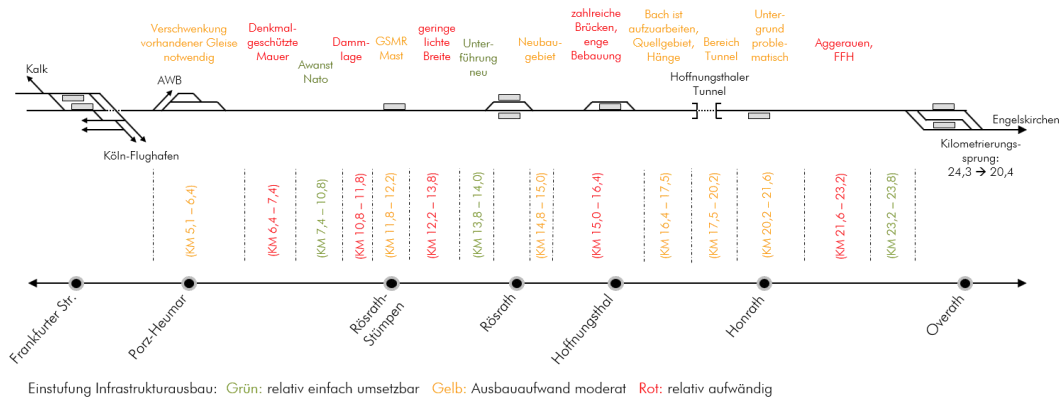 Verschwenkung
vorhandener Gleise
notwendig
Denkmal-
geschützte
Mauer
Awanst
Nato
Damm-
lage
GSMR
Mast
geringe
lichte
Breite
Unter-
führung
neu
Neubau-
gebiet
zahlreiche
Brücken,
enge
Bebauung
Bach ist
aufzuarbeiten,
Quellgebiet,
Hänge
Bereich
Tunnel
Unter-
grund
proble-
matisch
Aggerauen,
FFH
Kalk
AWB
Köln-Flughafen
Hoffnungsthaler
Tunnel
Engelskirchen
Kilometrierungs-
sprung:
24,3 → 20,4
(KM 5,1 – 6,4)
(KM 6,4 – 7,4)
(KM 7,4 – 10,8)
(KM 10,8 – 11,8)
(KM 11,8 – 12,2)
(KM 12,2 – 13,8)
(KM 13,8 – 14,0)
(KM 14,8 – 15,0)
(KM 15,0 – 16,4)
(KM 16,4 – 17,5)
(KM 17,5 – 20,2)
(KM 20,2 – 21,6)
(KM 21,6 – 23,2)
(KM 23,2 – 23,8)
Frankfurter Str.
Porz-Heumar
Rösrath-
Stümpen
Rösrath
Hoffnungsthal
Honrath
Overath
Einstufung Infrastrukturausbau: Grün: relativ einfach umsetzbar Gelb: Ausbauaufwand moderat Rot: relativ aufwändig